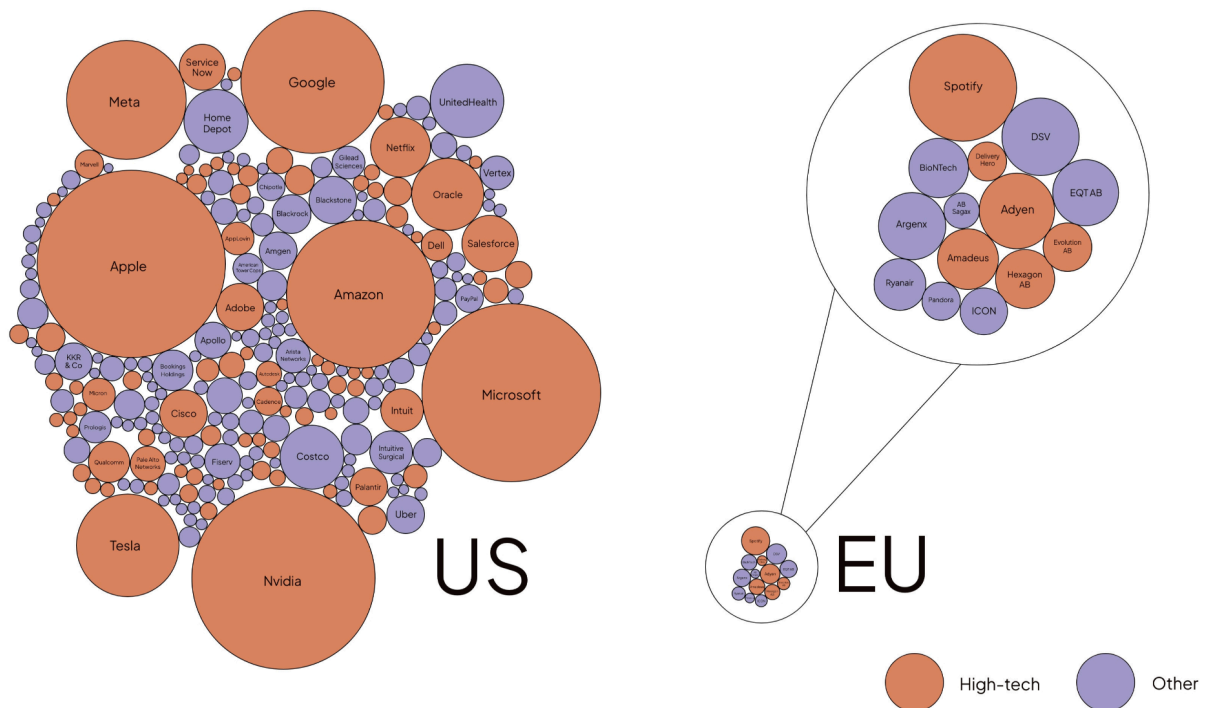 Service
Now
Google
Meta
Home
Depot
UnitedHealth
Netflix
Marvell
Gilead
Sciences
Vertex
Chipotle
Blackstone
Oracle
Blackrock
AppLovin
Amgen
Dell
Salesforce
Apple
American
Tower Corp
Amazon
PayPal
Adobe
Apollo
KKR
& Co
Bookings
Holdings
Arista
Networks
Autodesk
Microsoft
Micron
Cadence
Cisco
Intuit
Prologis
Costco
Intuitive
Surgical
Qualcomm
Palo Alto
Networks
Fiserv
Palantir
Uber
Tesla
Nvidia
US
Spotify
DSV
BioNTech
Delivery
Hero
EQT AB
AB
Sagax
Adyen
Argenx
Evolution
AB
Amadeus
Hexagon
AB
Ryanair
Pandora
ICON
Spotify
Adyen
EU
High-tech
Other